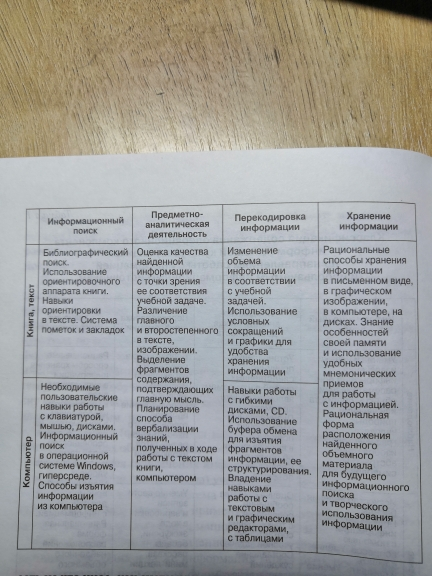 Информационный
поиск
Предметно-
аналитическая
деятельность
Перекодировка
информации
Хранение
информации
Книга, текст
Библиографический
поиск.
Использование
ориентировочного
аппарата книги.
Навыки
ориентировки
в тексте. Система
пометок и закладок
Оценка качества
найденной
информации
с точки зрения
ее соответствия
учебной задаче.
Различение
главного
и второстепенного
в тексте,
изображении.
Выделение
фрагментов
содержания,
подтверждающих
главную мысль.
Планирование
способа
вербализации
знаний,
полученных в ходе
работы с текстом
книги,
компьютером
Изменение
объема
информации
в соответствии
с учебной
задачей.
Использование
условных
сокращений
и графики для
удобства
хранения
информации
Рациональные
способы хранения
информации
в письменном виде,
в графическом
изображении,
в компьютере, на
дисках. Знание
особенностей
своей памяти
и использование
удобных
мнемонических
приемов
для работы
с информацией.
Рациональная
форма
расположения
найденного
объемного
материала
для будущего
информационного
поиска
и творческого
использования
информации
Компьютер
Необходимые
пользовательские
навыки работы
с клавиатурой,
мышью, дисками.
Информационный
поиск
в операционной
системе Windows,
гиперсреде.
Способы изъятия
информации
из компьютера
Навыки работы
с гибкими
дисками, CD.
Использование
буфера обмена
для изъятия
фрагментов
информации, ее
структурирования.
Владение
навыками
работы с
текстовым
и графическим
редакторами,
с таблицами